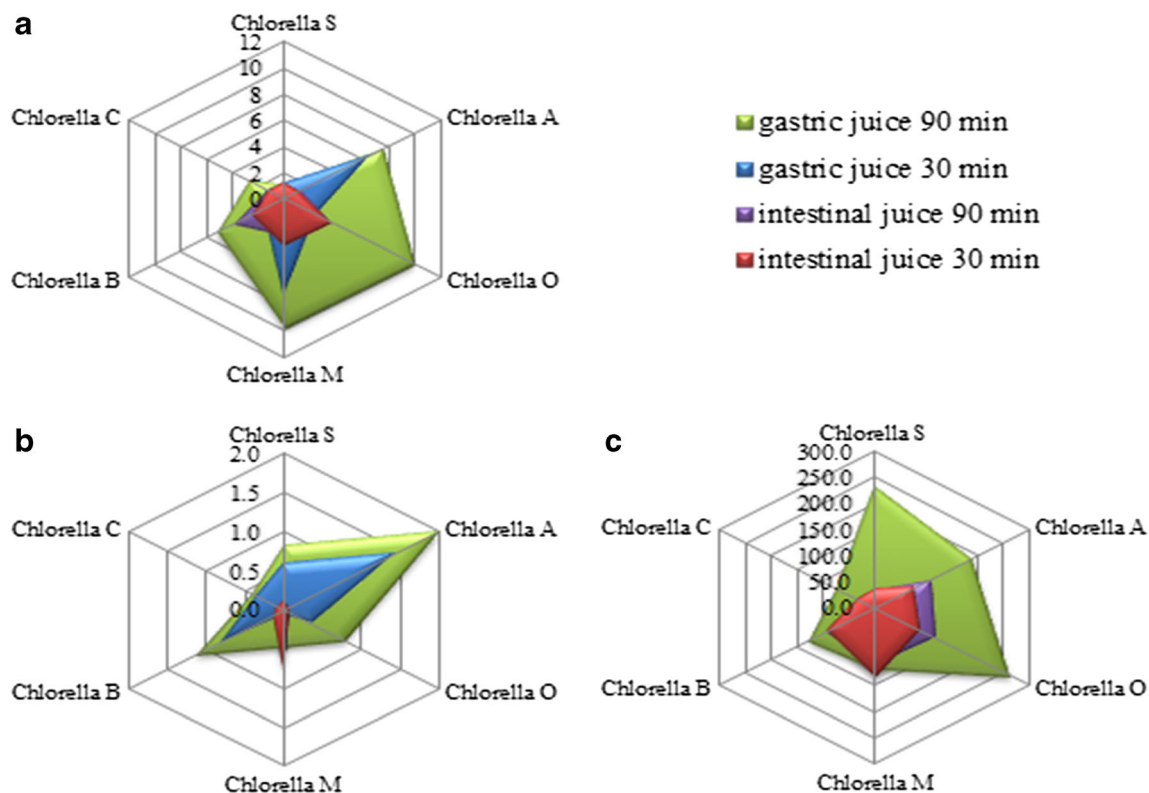 a
Chlorella S
12
10
8
6
4
2
0
Chlorella C
Chlorella A
Chlorella B
Chlorella O
Chlorella M
gastric juice 90 min
gastric juice 30 min
intestinal juice 90 min
intestinal juice 30 min
b
Chlorella S
2.0
1.5
1.0
0.5
0.0
Chlorella C
Chlorella A
Chlorella B
Chlorella O
Chlorella M
c
Chlorella S
300.0
250.0
200.0
150.0
100.0
50.0
0.0
Chlorella C
Chlorella A
Chlorella B
Chlorella O
Chlorella M